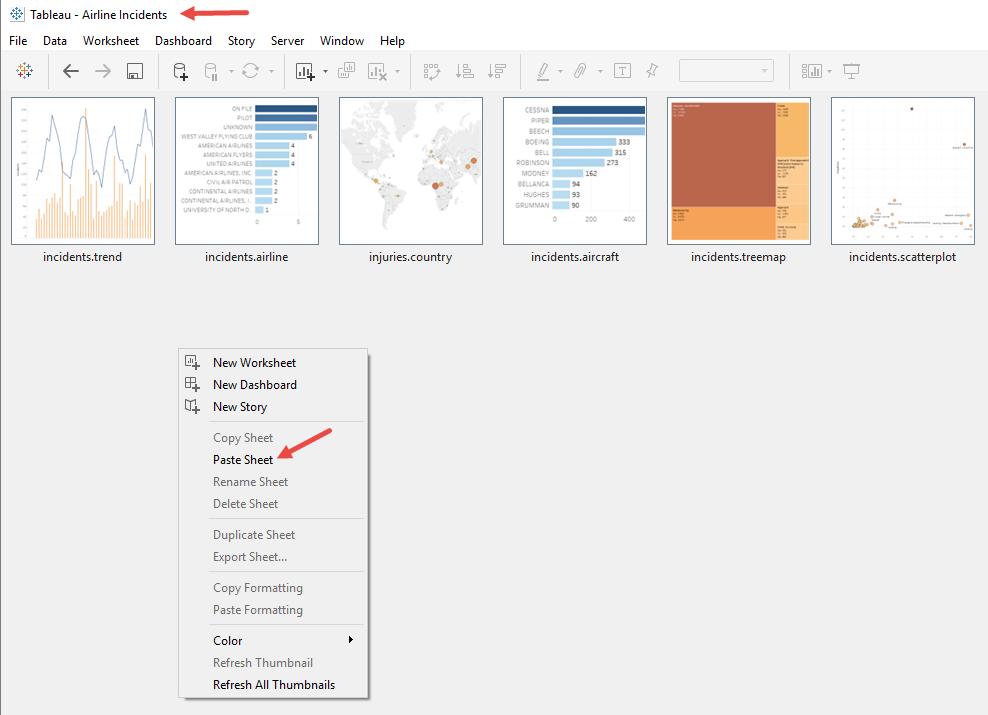 Tableau - Airline Incidents
File Data Worksheet Dashboard Story Server Window Help
ON FILE
PILOT
UNKNOWN
WEST VALLEY FLYING CLUB 6
AMERICAN AIRLINES 4
AMERICAN FLYERS 4
UNITED AIRLINES 4
AMERICAN AIRLINES, INC. 2
CIVIL AIR PATROL 2
CONTINENTAL AIRLINES 2
CONTINENTAL AIRLINES, I.. 2
UNIVERSITY OF NORTH D.. 1
0 5
CESSNA
PIPER
BEECH
BOEING 333
BELL 315
ROBINSON 273
MOONEY 162
BELLANCA 94
HUGHES 93
GRUMMAN 90
0 200 400
incidents.trend incidents.airline injuries.country incidents.aircraft incidents.treemap incidents.scatterplot
New Worksheet
New Dashboard
New Story
Copy Sheet
Paste Sheet
Rename Sheet
Delete Sheet
Duplicate Sheet
Export Sheet...
Copy Formatting
Paste Formatting
Color
Refresh Thumbnail
Refresh All Thumbnails